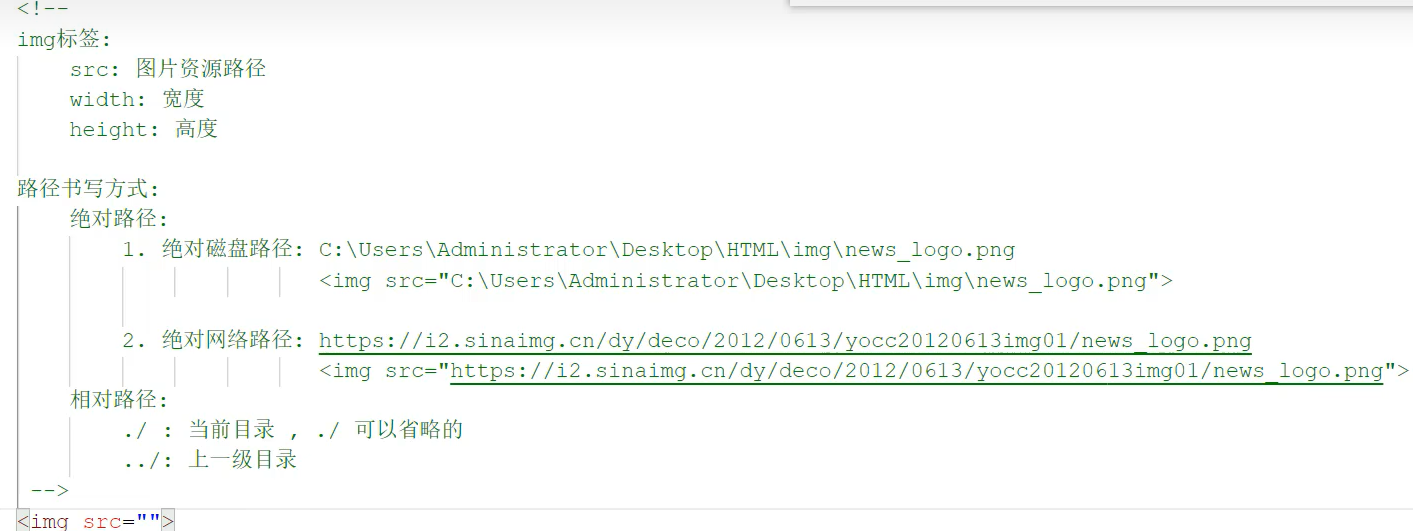 <!--
img标签:
src: 图片资源路径
width: 宽度
height: 高度
路径书写方式:
绝对路径:
1. 绝对磁盘路径: C:\Users\Administrator\Desktop\HTML\img\news_logo.png
<img src="C:\Users\Administrator\Desktop\HTML\img\news_logo.png">
2. 绝对网络路径: https://i2.sinaimg.cn/dy/deco/2012/0613/yocc20120613img01/news_logo.png
<img src="https://i2.sinaimg.cn/dy/deco/2012/0613/yocc20120613img01/news_logo.png">
相对路径:
./ : 当前目录 , ./ 可以省略的
../: 上一级目录
-->
<img src="">